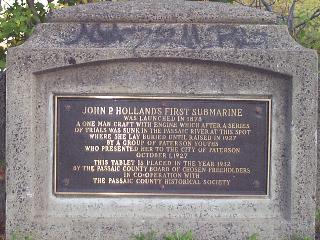 JOHN P. HOLLAND'S FIRST SUBMARINE
WAS LAUNCHED IN 1878
A ONE MAN CRAFT WITH ENGINE WHICH AFTER A SERIES
OF TRIALS WAS SUNK IN THE PASSAIC RIVER AT THIS SPOT
WHERE SHE LAY BURIED UNTIL RAISED IN 1927
BY A GROUP OF PATERSON YOUTHS
WHO PRESENTED HER TO THE CITY OF PATERSON
OCTOBER 1, 1927
THIS TABLET IS PLACED IN THE YEAR 1932
BY THE PASSAIC COUNTY BOARD OF CHOSEN FREEHOLDERS
IN CO-OPERATION WITH
THE PASSAIC COUNTY HISTORICAL SOCIETY